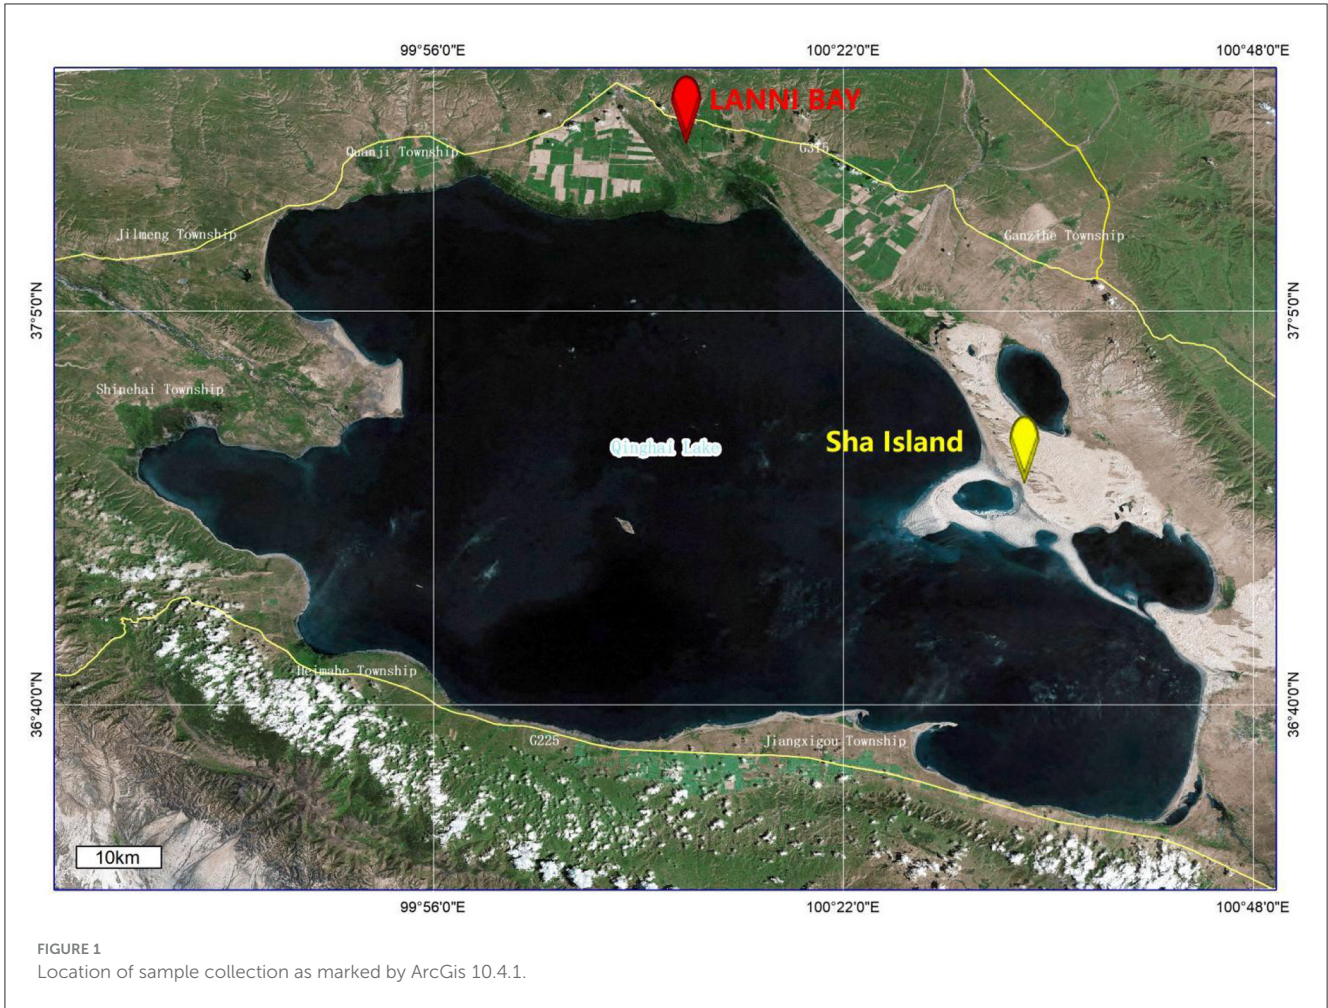 99°56'0"E
100°22'0"E
100°48'0"E
LANNI BAY
Quanji Township
G315
Jilmeng Township
Ganzihe Township
37°5'0"N
37°5'0"N
Shinehai Township
Sha Island
Qinghai Lake
Heimahe Township
36°40'0"N
36°40'0"N
G225
Jiangxigou Township
10km
99°56'0"E
100°22'0"E
100°48'0"E
FIGURE 1
Location of sample collection as marked by ArcGis 10.4.1.